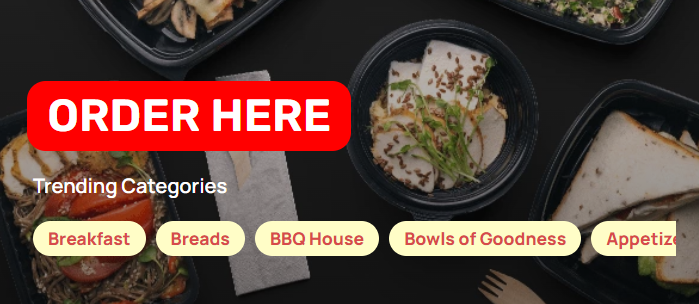 ORDER HERE
Trending Categories
Breakfast Breads BBQ House Bowls of Goodness